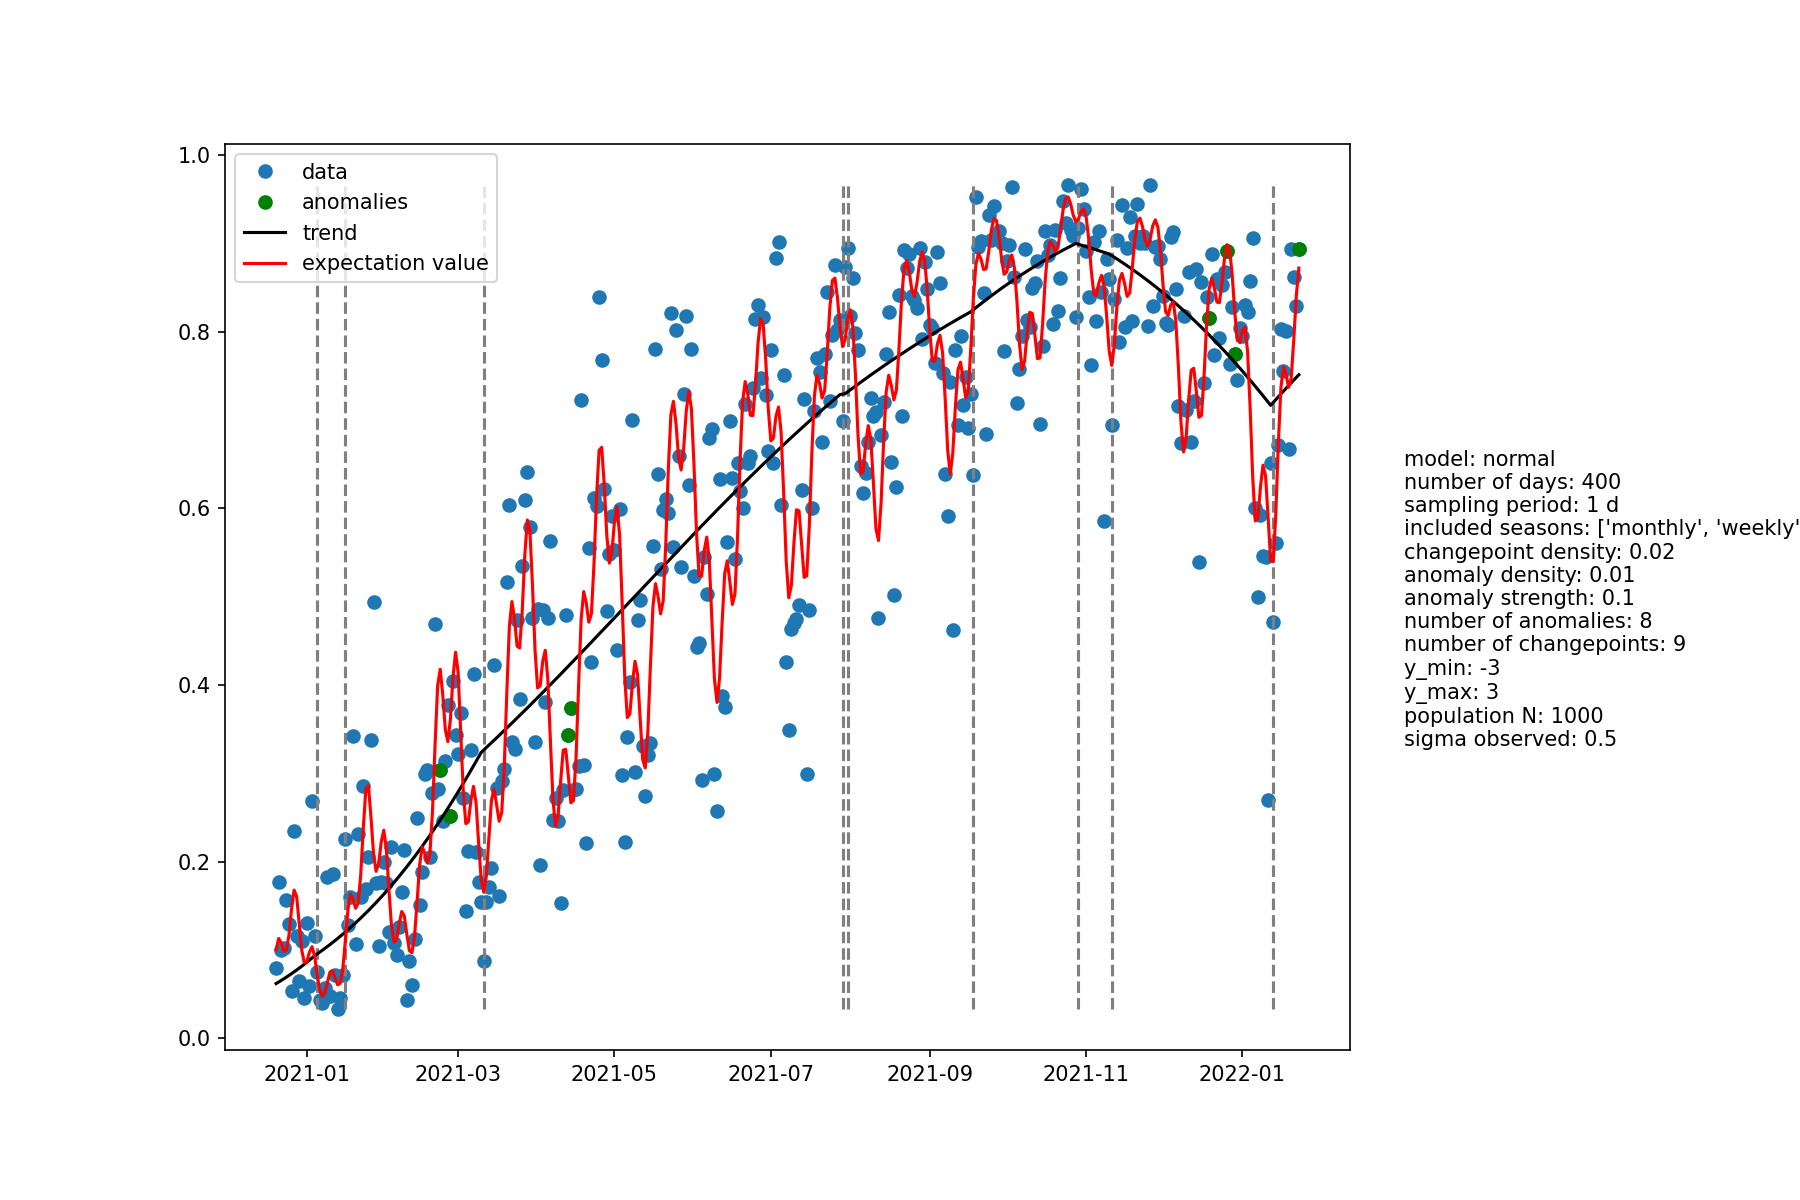 1.0
0.8
0.6
0.4
0.2
0.0
data
anomalies
trend
expectation value
2021-01 2021-03 2021-05 2021-07 2021-09 2021-11 2022-01
model: normal
number of days: 400
sampling period: 1 d
included seasons: ['monthly', 'weekly'
changepoint density: 0.02
anomaly density: 0.01
anomaly strength: 0.1
number of anomalies: 8
number of changepoints: 9
y_min: -3
y_max: 3
population N: 1000
sigma observed: 0.5